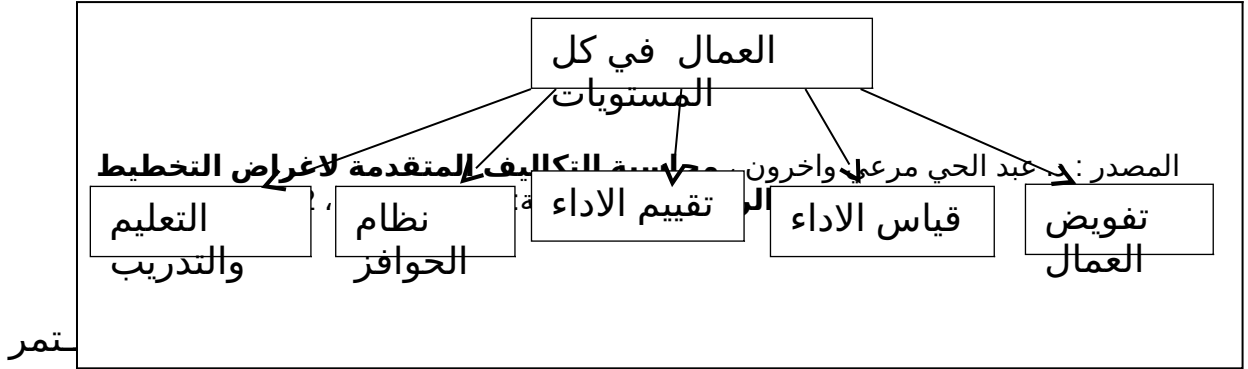 العمال في كل
المستويات
المصدر : د. عبد الحي مرعي واخرون , محاسبة التكاليف المتقدمة لاغراض التخطيط
تفويض
العمال
قياس الاداء
تقييم الاداء
نظام
الحوافز
التعليم
والتدريب
ـتمر